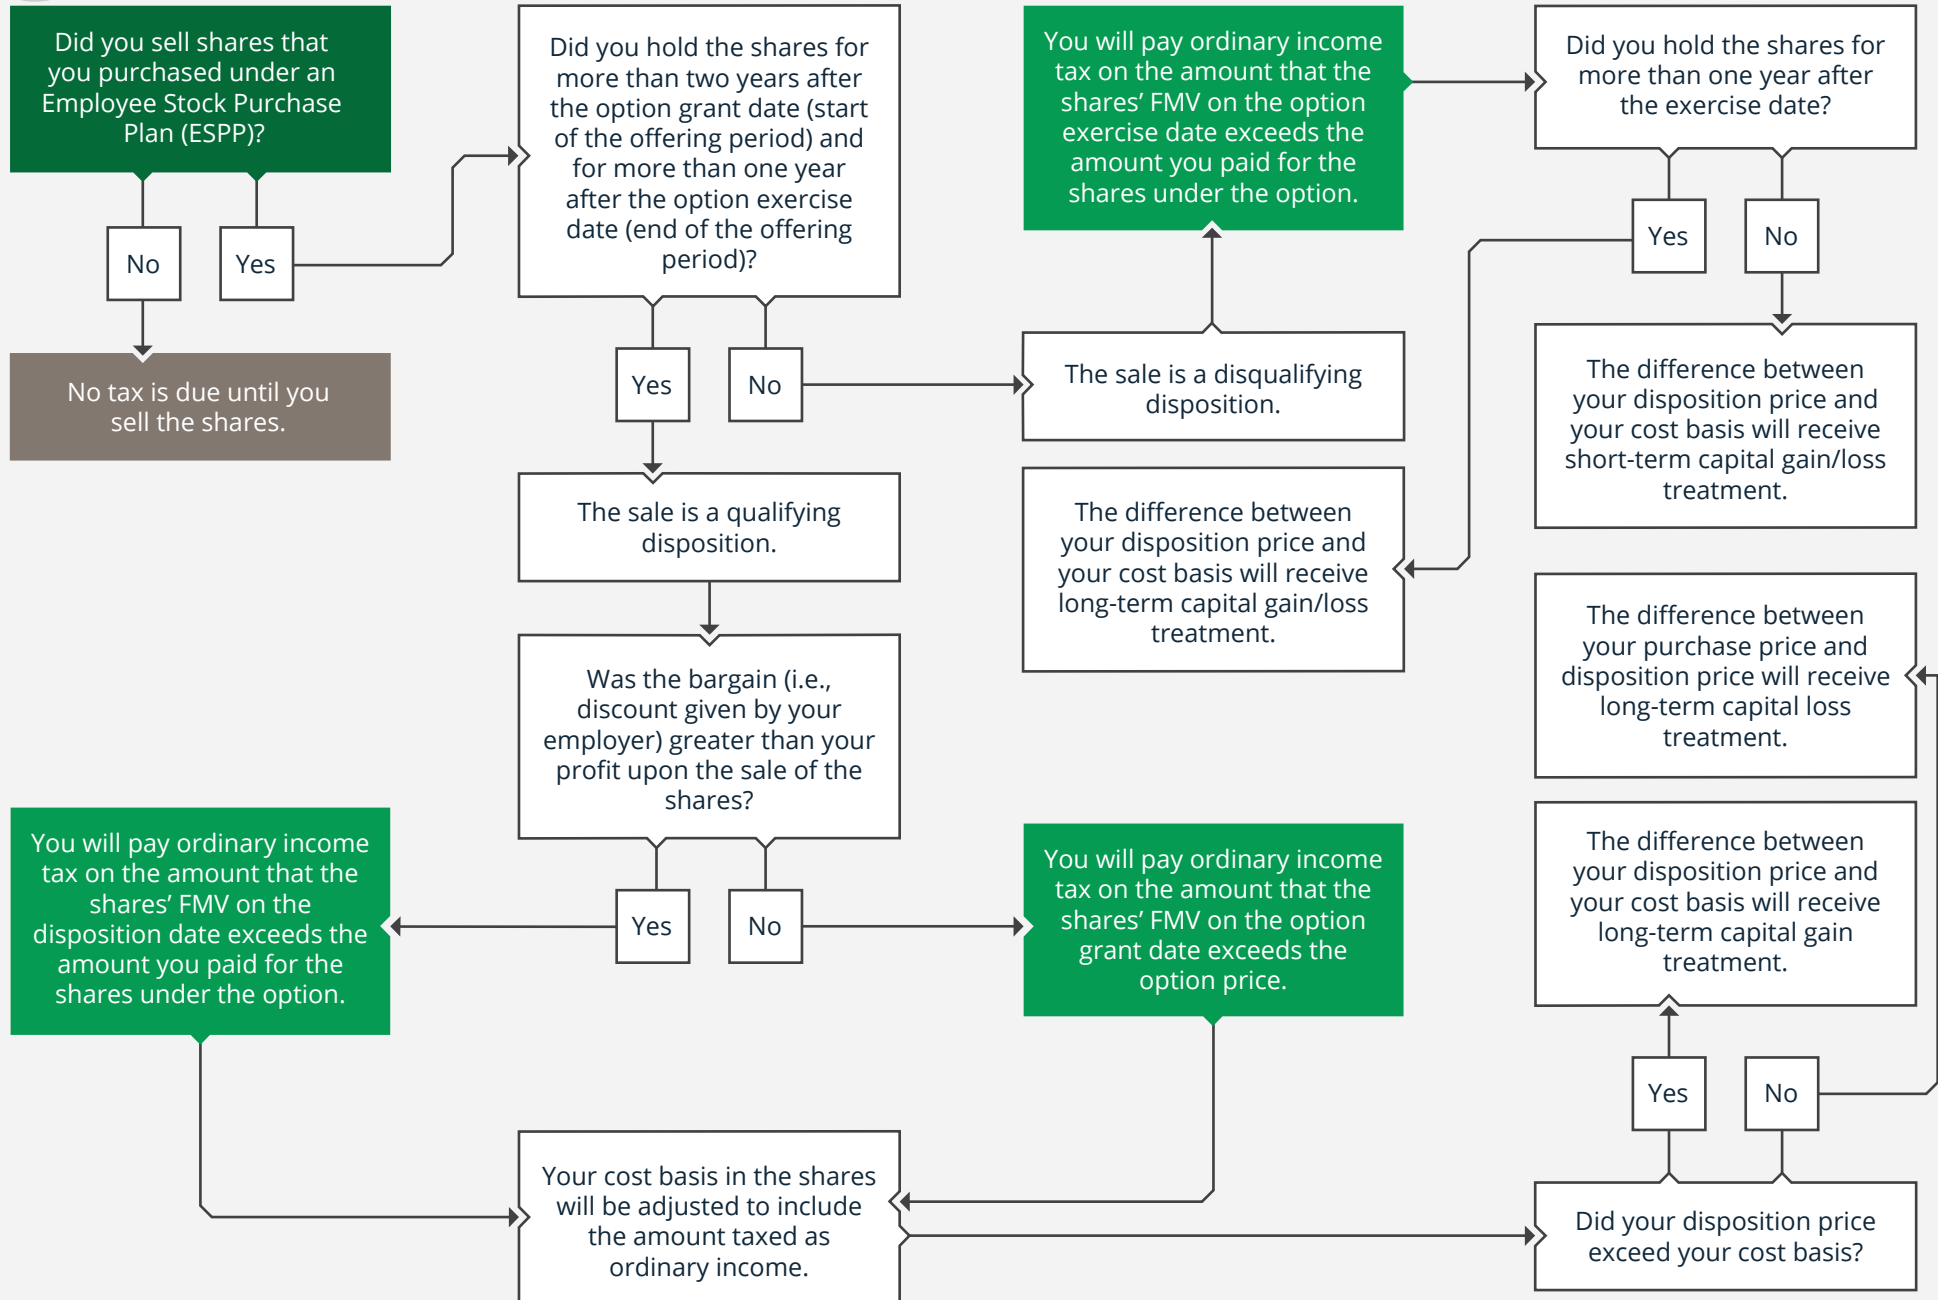 Did you sell shares that
you purchased under an
Employee Stock Purchase
Plan (ESPP)?
No
Yes
No tax is due until you
sell the shares.
Did you hold the shares for
more than two years after
the option grant date (start
of the offering period) and
for more than one year
after the option exercise
date (end of the offering
period)?
Yes
No
The sale is a disqualifying
disposition.
You will pay ordinary income
tax on the amount that the
shares’ FMV on the option
exercise date exceeds the
amount you paid for the
shares under the option.
Did you hold the shares for
more than one year after
the exercise date?
Yes
No
The difference between
your disposition price and
your cost basis will receive
short-term capital gain/loss
treatment.
The difference between
your disposition price and
your cost basis will receive
long-term capital gain/loss
treatment.
The sale is a qualifying
disposition.
Was the bargain (i.e.,
discount given by your
employer) greater than your
profit upon the sale of the
shares?
Yes
No
You will pay ordinary income
tax on the amount that the
shares’ FMV on the
disposition date exceeds the
amount you paid for the
shares under the option.
You will pay ordinary income
tax on the amount that the
shares’ FMV on the option
grant date exceeds the
option price.
Your cost basis in the shares
will be adjusted to include
the amount taxed as
ordinary income.
Did your disposition price
exceed your cost basis?
Yes
No
The difference between
your disposition price and
your cost basis will receive
long-term capital gain
treatment.
The difference between
your purchase price and
disposition price will receive
long-term capital loss
treatment.